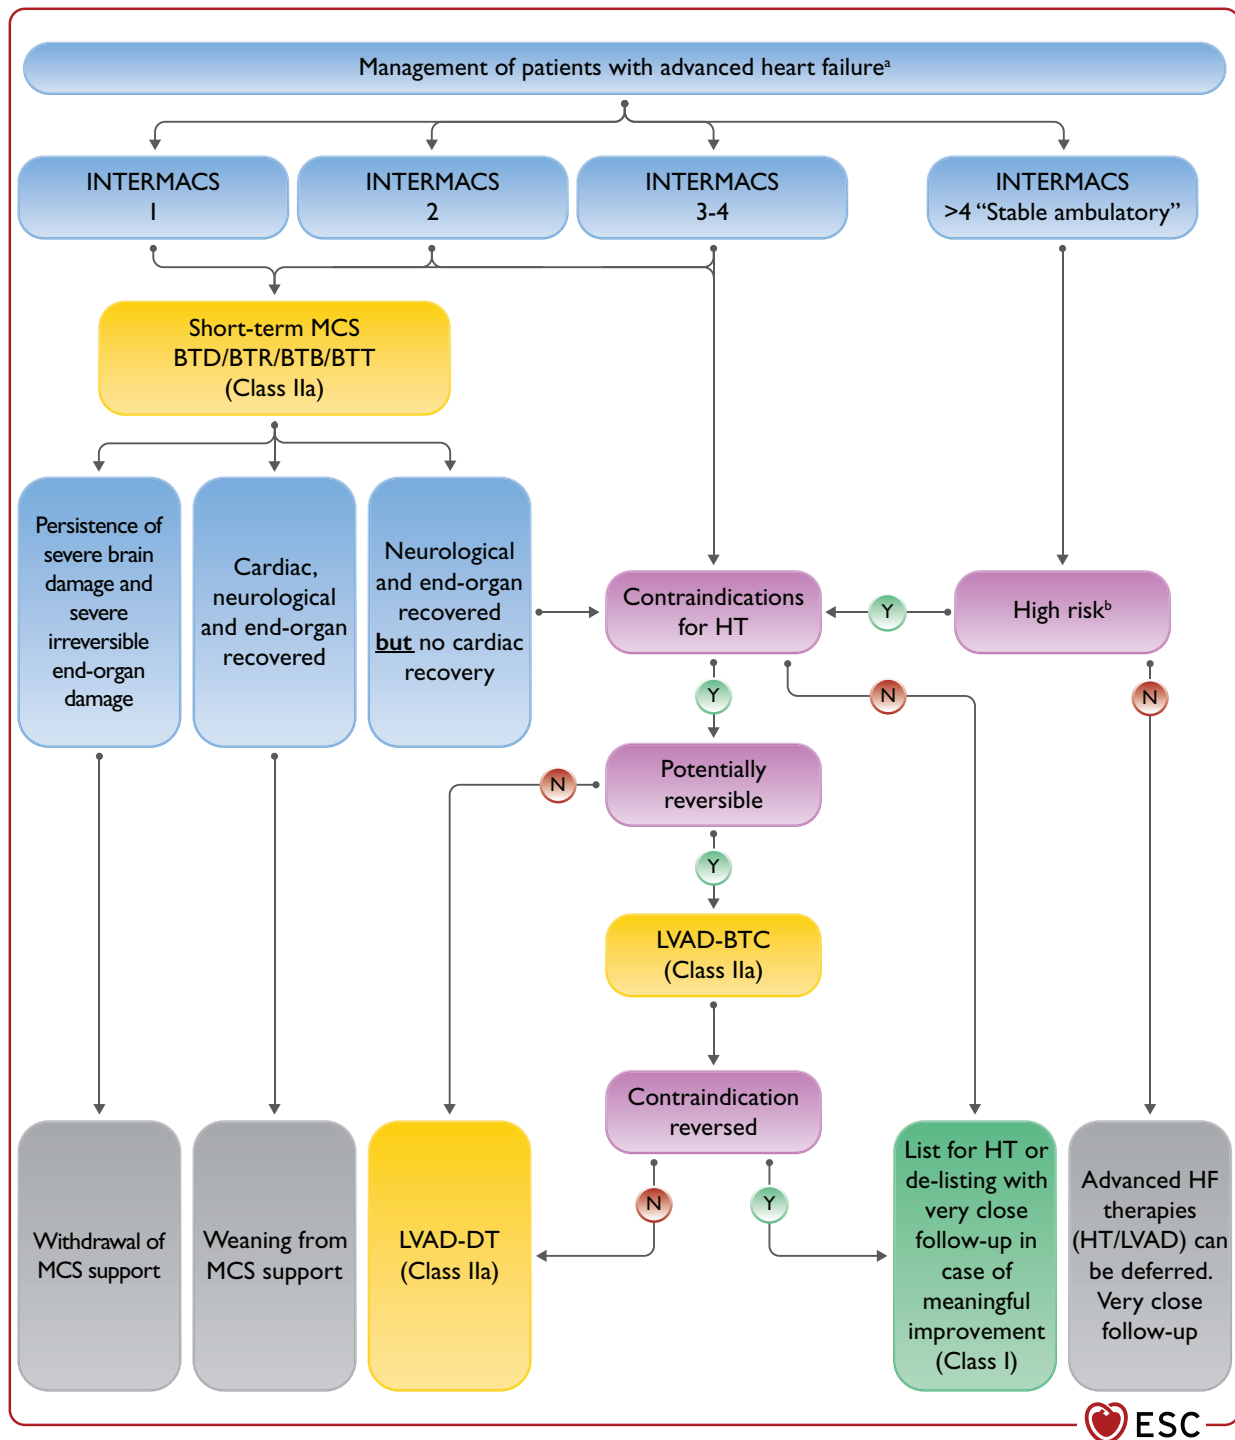 Management of patients with advanced heart failureᵃ
INTERMACS
1
INTERMACS
2
INTERMACS
3-4
INTERMACS
>4 “Stable ambulatory”
Short-term MCS
BTD/BTR/BTB/BTT
(Class IIa)
Persistence of
severe brain
damage and
severe
irreversible
end-organ
damage
Cardiac,
neurological
and end-organ
recovered
Neurological
and end-organ
recovered
but no cardiac
recovery
Contraindications
for HT
Y
High riskᵇ
Y
N
N
Potentially
reversible
N
Y
LVAD-BTC
(Class IIa)
Contraindication
reversed
N
Y
Withdrawal of
MCS support
Weaning from
MCS support
LVAD-DT
(Class IIa)
List for HT or
de-listing with
very close
follow-up in
case of
meaningful
improvement
(Class I)
Advanced HF
therapies
(HT/LVAD) can
be deferred.
Very close
follow-up
ESC